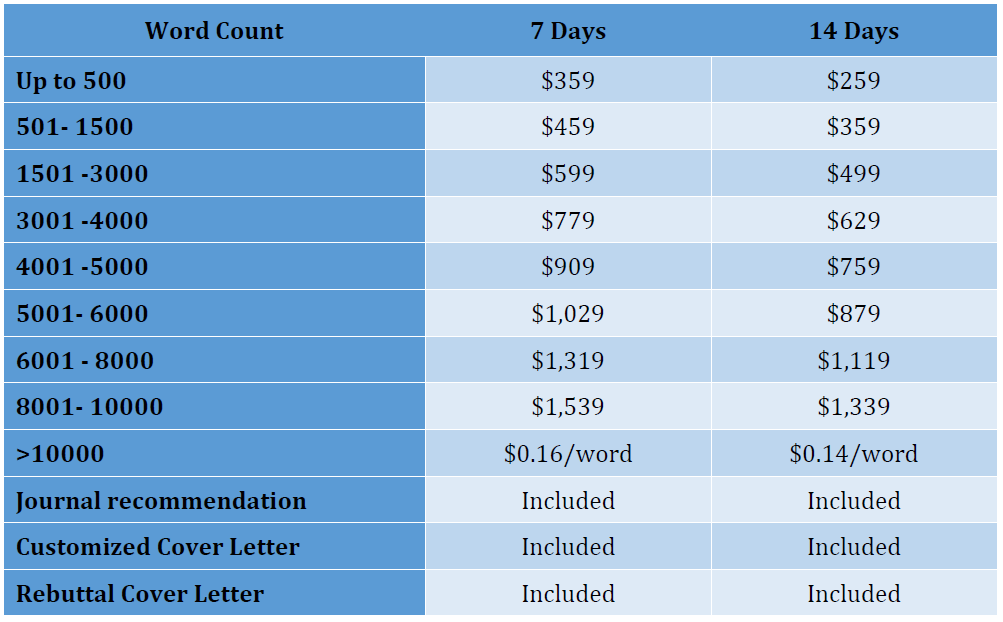 Word Count 7 Days 14 Days
Up to 500 $359 $259
501- 1500 $459 $359
1501 -3000 $599 $499
3001 -4000 $779 $629
4001 -5000 $909 $759
5001- 6000 $1,029 $879
6001 - 8000 $1,319 $1,119
8001- 10000 $1,539 $1,339
>10000 $0.16/word $0.14/word
Journal recommendation Included Included
Customized Cover Letter Included Included
Rebuttal Cover Letter Included Included